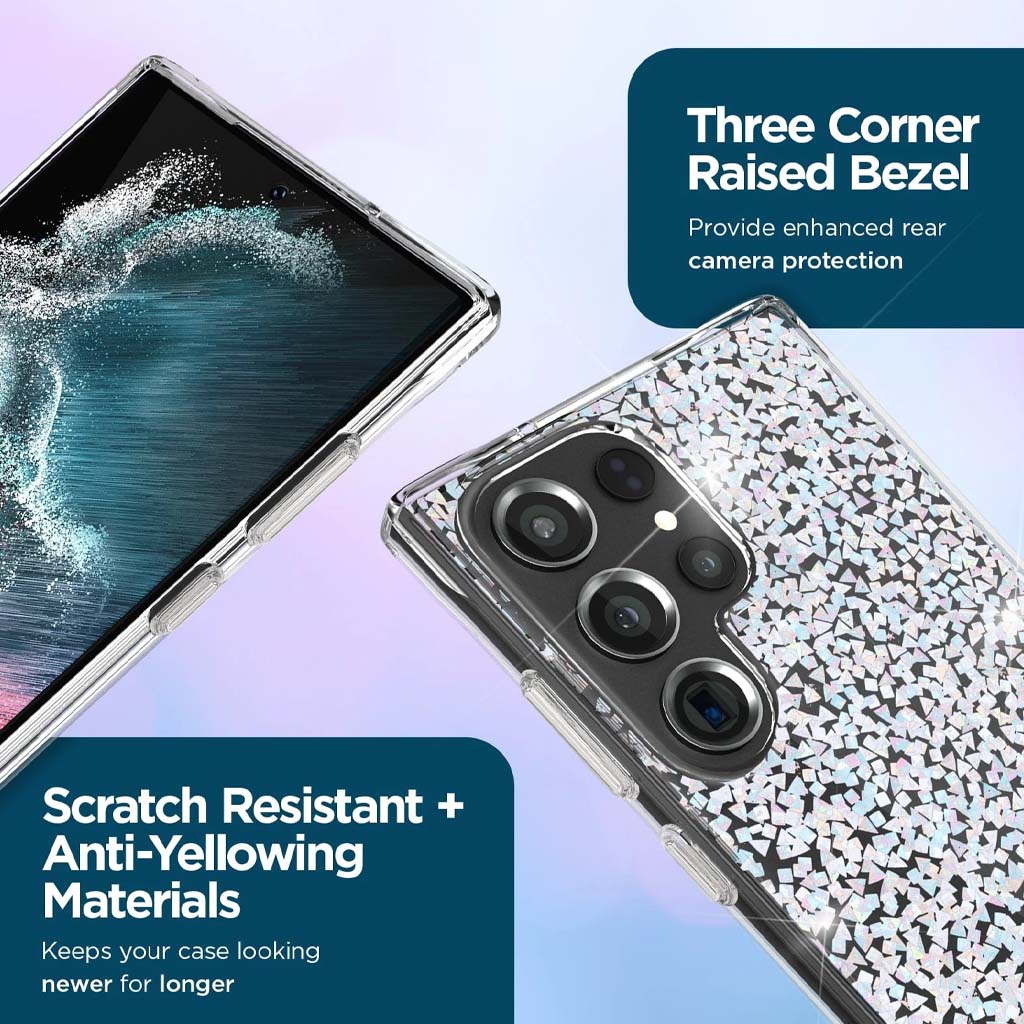 Three Corner
Raised Bezel
Provide enhanced rear
camera protection
Scratch Resistant +
Anti-Yellowing
Materials
Keeps your case looking
newer for longer